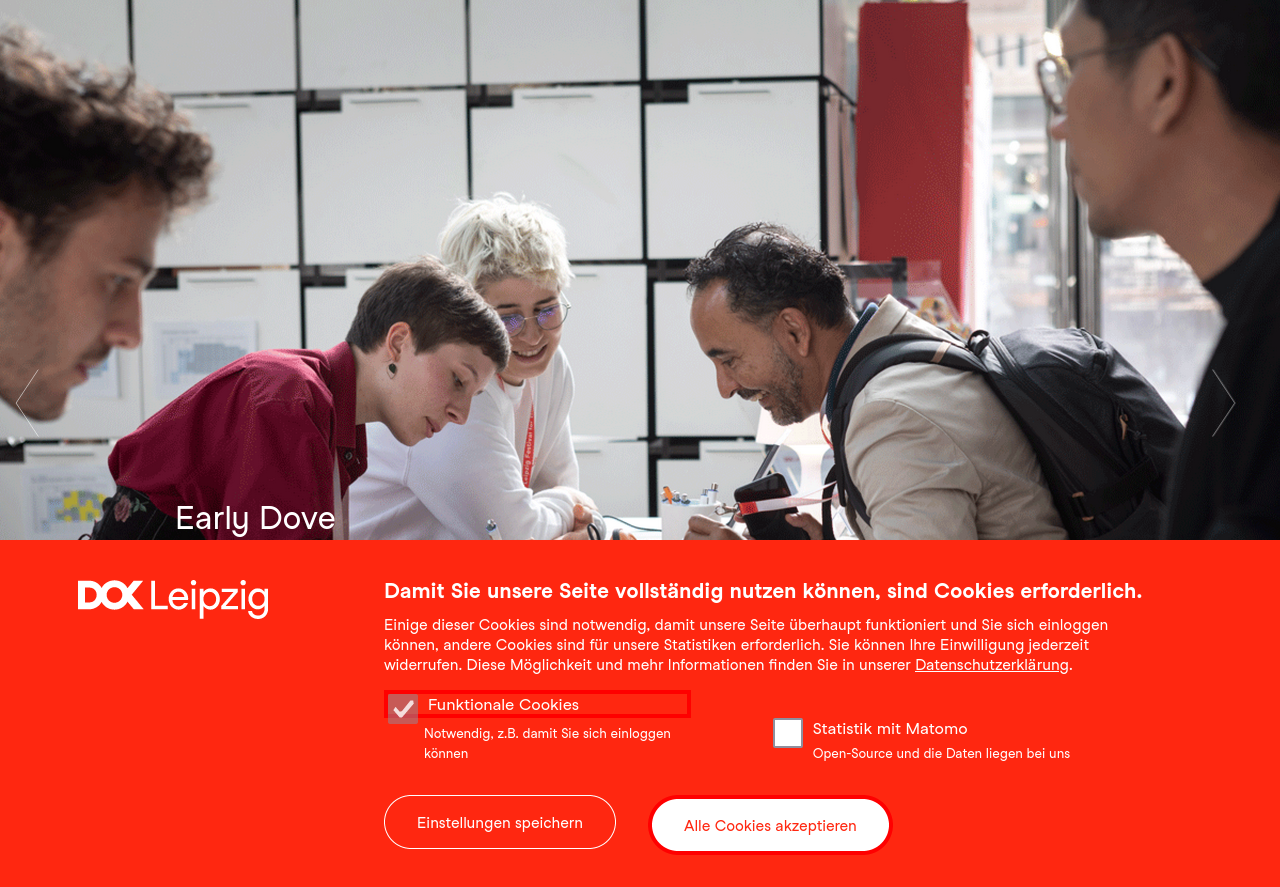 Early Dove
DOK Leipzig
Damit Sie unsere Seite vollständig nutzen können, sind Cookies erforderlich.
Einige dieser Cookies sind notwendig, damit unsere Seite überhaupt funktioniert und Sie sich einloggen
können, andere Cookies sind für unsere Statistiken erforderlich. Sie können Ihre Einwilligung jederzeit
widerrufen. Diese Möglichkeit und mehr Informationen finden Sie in unserer Datenschutzerklärung.
Funktionale Cookies
Notwendig, z.B. damit Sie sich einloggen
können
Statistik mit Matomo
Open-Source und die Daten liegen bei uns
Einstellungen speichern
Alle Cookies akzeptieren